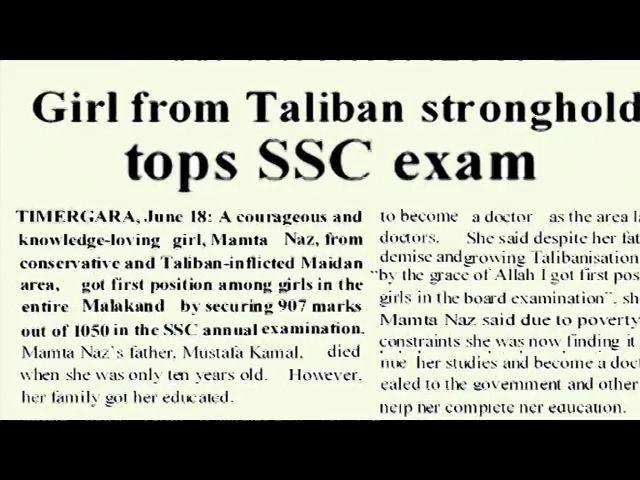 Girl from Taliban stronghold
tops SSC exam
TIMERGARA, June 18: A courageous and
knowledge-loving girl, Mamta Naz, from
conservative and Taliban-inflicted Maidan
area, got first position among girls in the
entire Malakand by securing 907 marks
out of 1050 in the SSC annual examination.
Mamta Naz's father, Mustafa Kamal, died
when she was only ten years old. However,
her family got her educated.
to become a doctor as the area
doctors. She said despite her
demise and growing Talibanisation
"by the grace of Allah I got first
girls in the board examination".
Mamta Naz said due to poverty
constraints she was now finding it
nue her studies and become a
ealed to the government and other
help her complete her education.